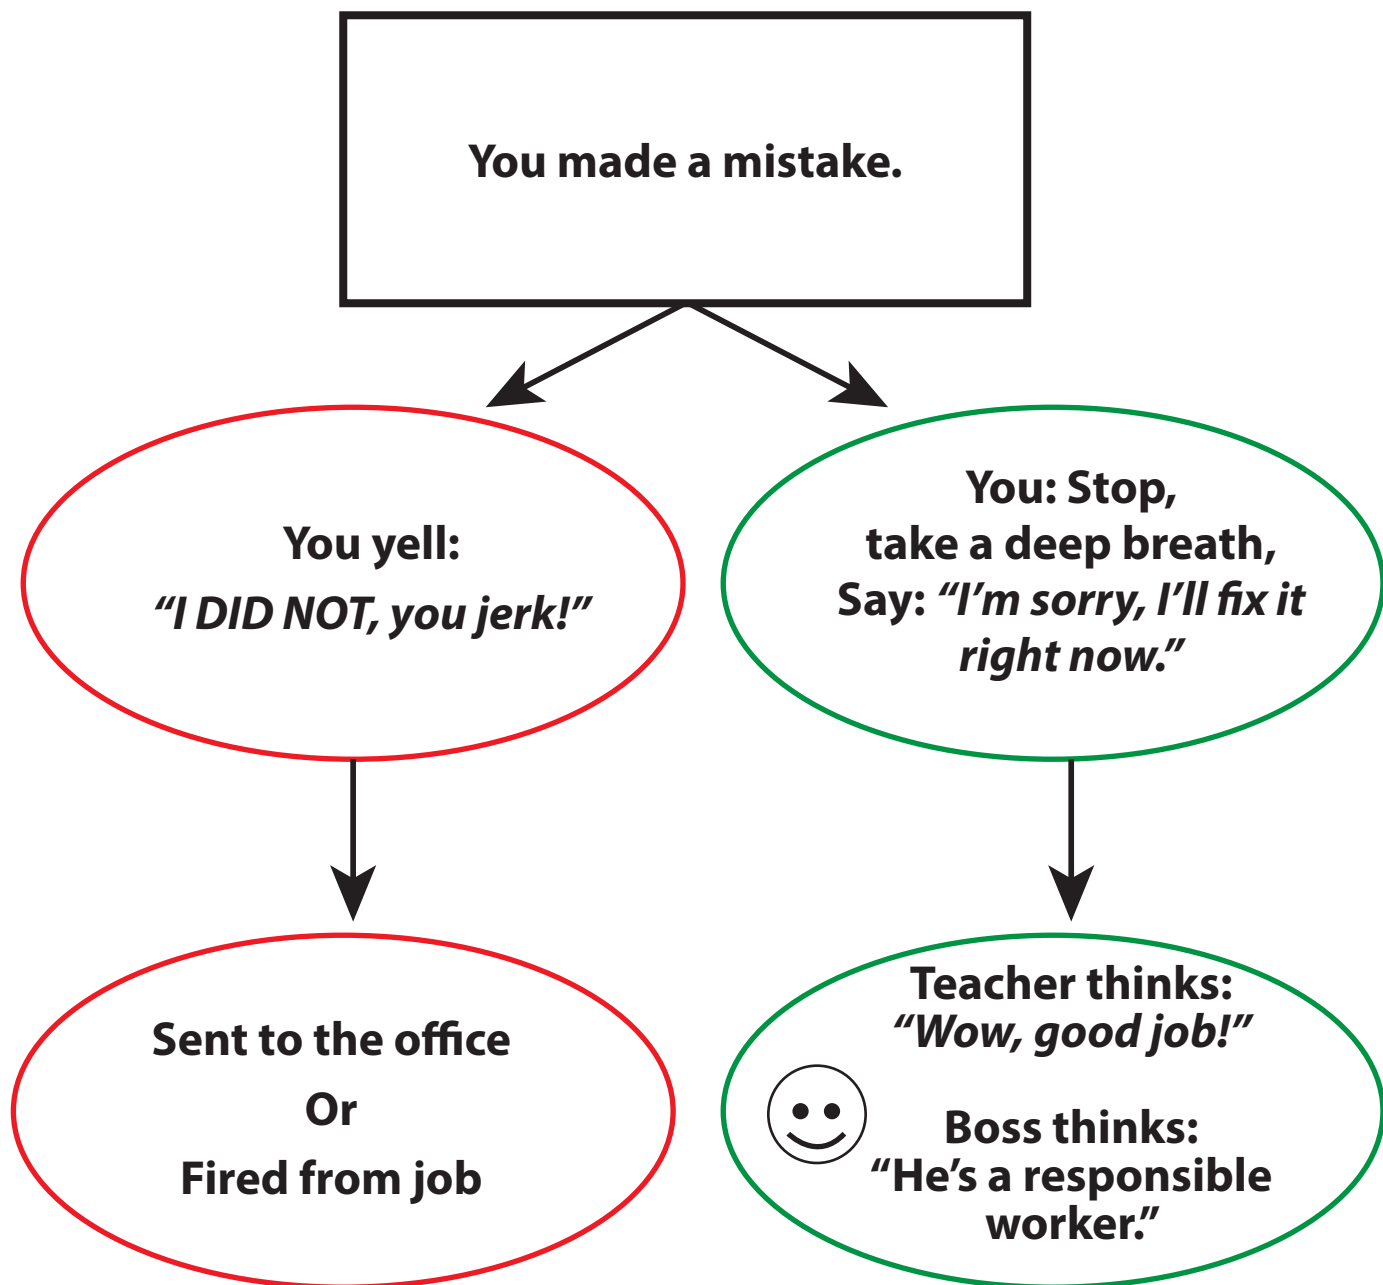 You made a mistake.
You yell:
“I DID NOT, you jerk!”
You: Stop,
take a deep breath,
Say: “I’m sorry, I’ll fix it
right now.”
Sent to the office
Or
Fired from job
Teacher thinks:
“Wow, good job!”
Boss thinks:
“He’s a responsible
worker.”